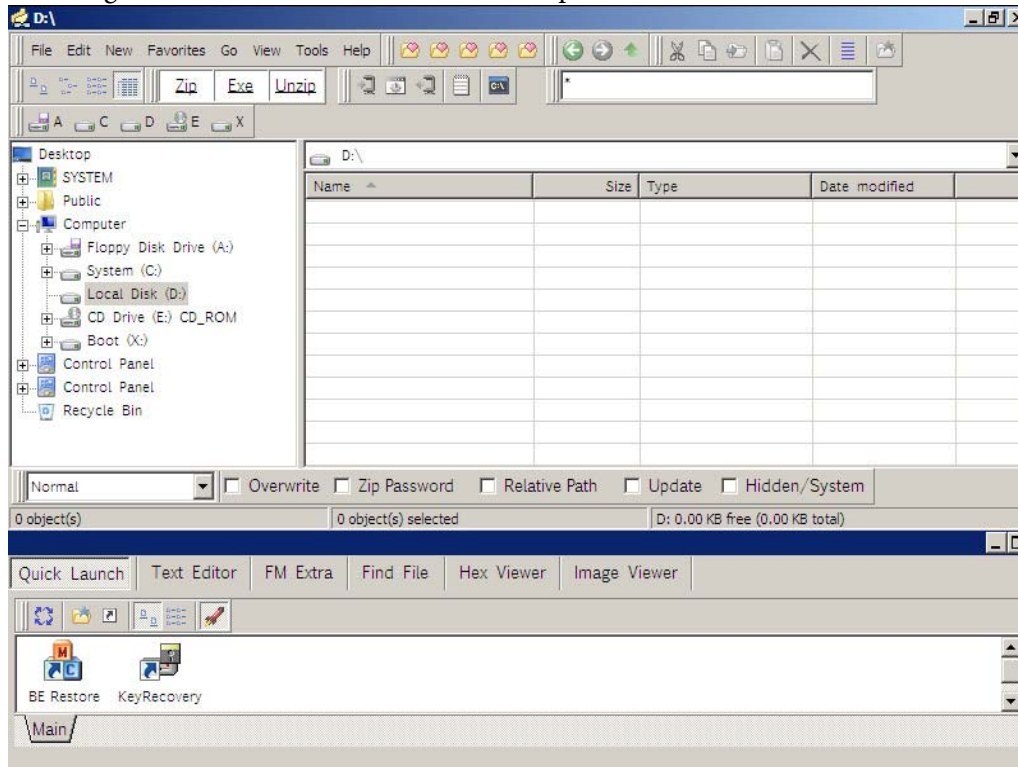 D:\
File Edit New Favorites Go View Tools Help
Zip Exe Unzip *
A C D E X
Desktop
SYSTEM
Public
Computer
Floppy Disk Drive (A:)
System (C:)
Local Disk (D:)
CD Drive (E:) CD_ROM
Boot (X:)
Control Panel
Control Panel
Recycle Bin
D:\
Name Size Type Date modified
Normal Overwrite Zip Password Relative Path Update Hidden/System
0 object(s) 0 object(s) selected D: 0.00 KB free (0.00 KB total)
Quick Launch Text Editor FM Extra Find File Hex Viewer Image Viewer
BE Restore KeyRecovery
Main